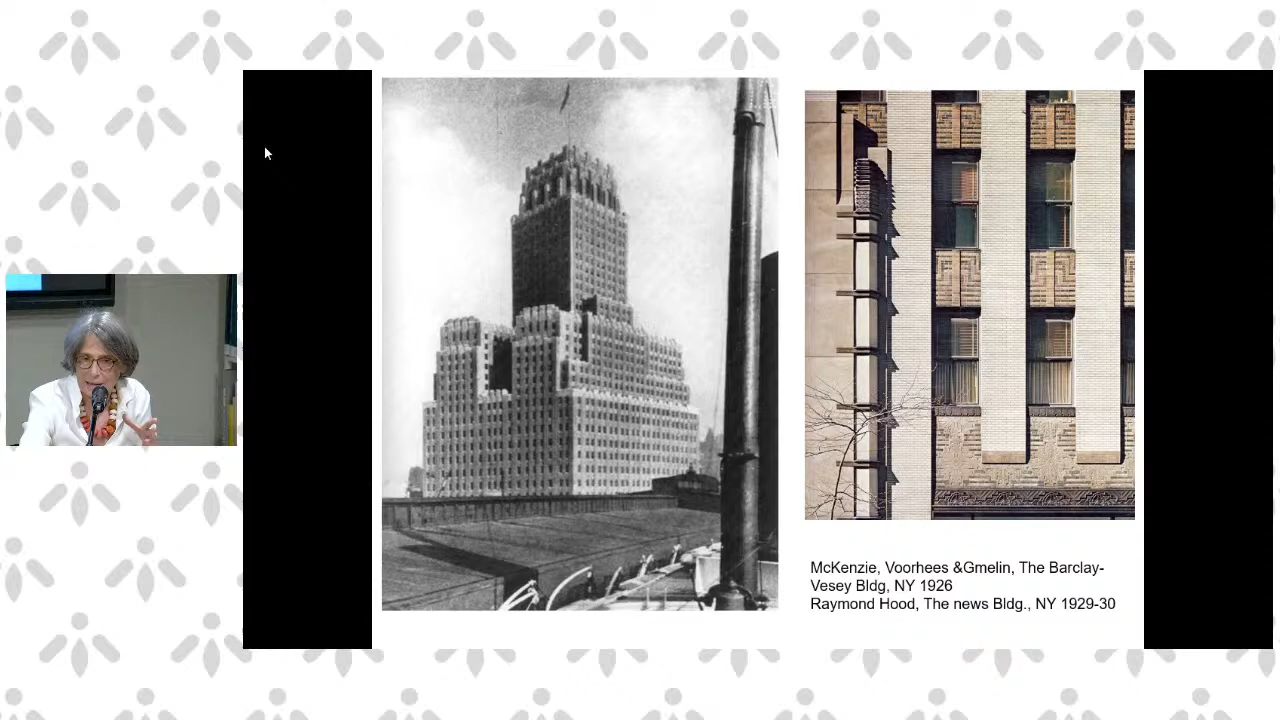 McKenzie, Voorhees &Gmelin, The Barclay-
Vesey Bldg, NY 1926
Raymond Hood, The news Bldg., NY 1929-30